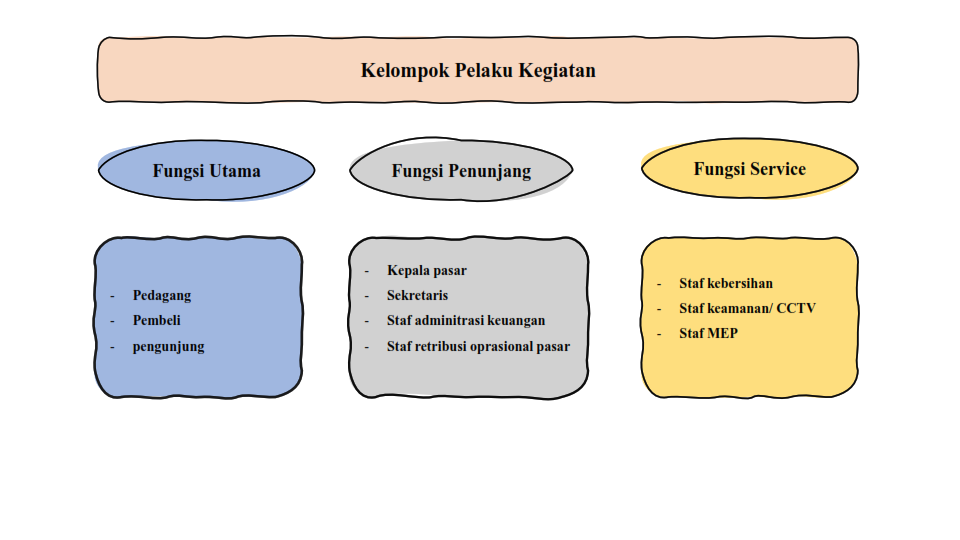 Kelompok Pelaku Kegiatan
Fungsi Utama
Fungsi Penunjang
Fungsi Service
- Pedagang
- Pembeli
- pengunjung
- Kepala pasar
- Sekretaris
- Staf adminitrasi keuangan
- Staf retribusi oprasional pasar
- Staf kebersihan
- Staf keamanan/ CCTV
- Staf MEP